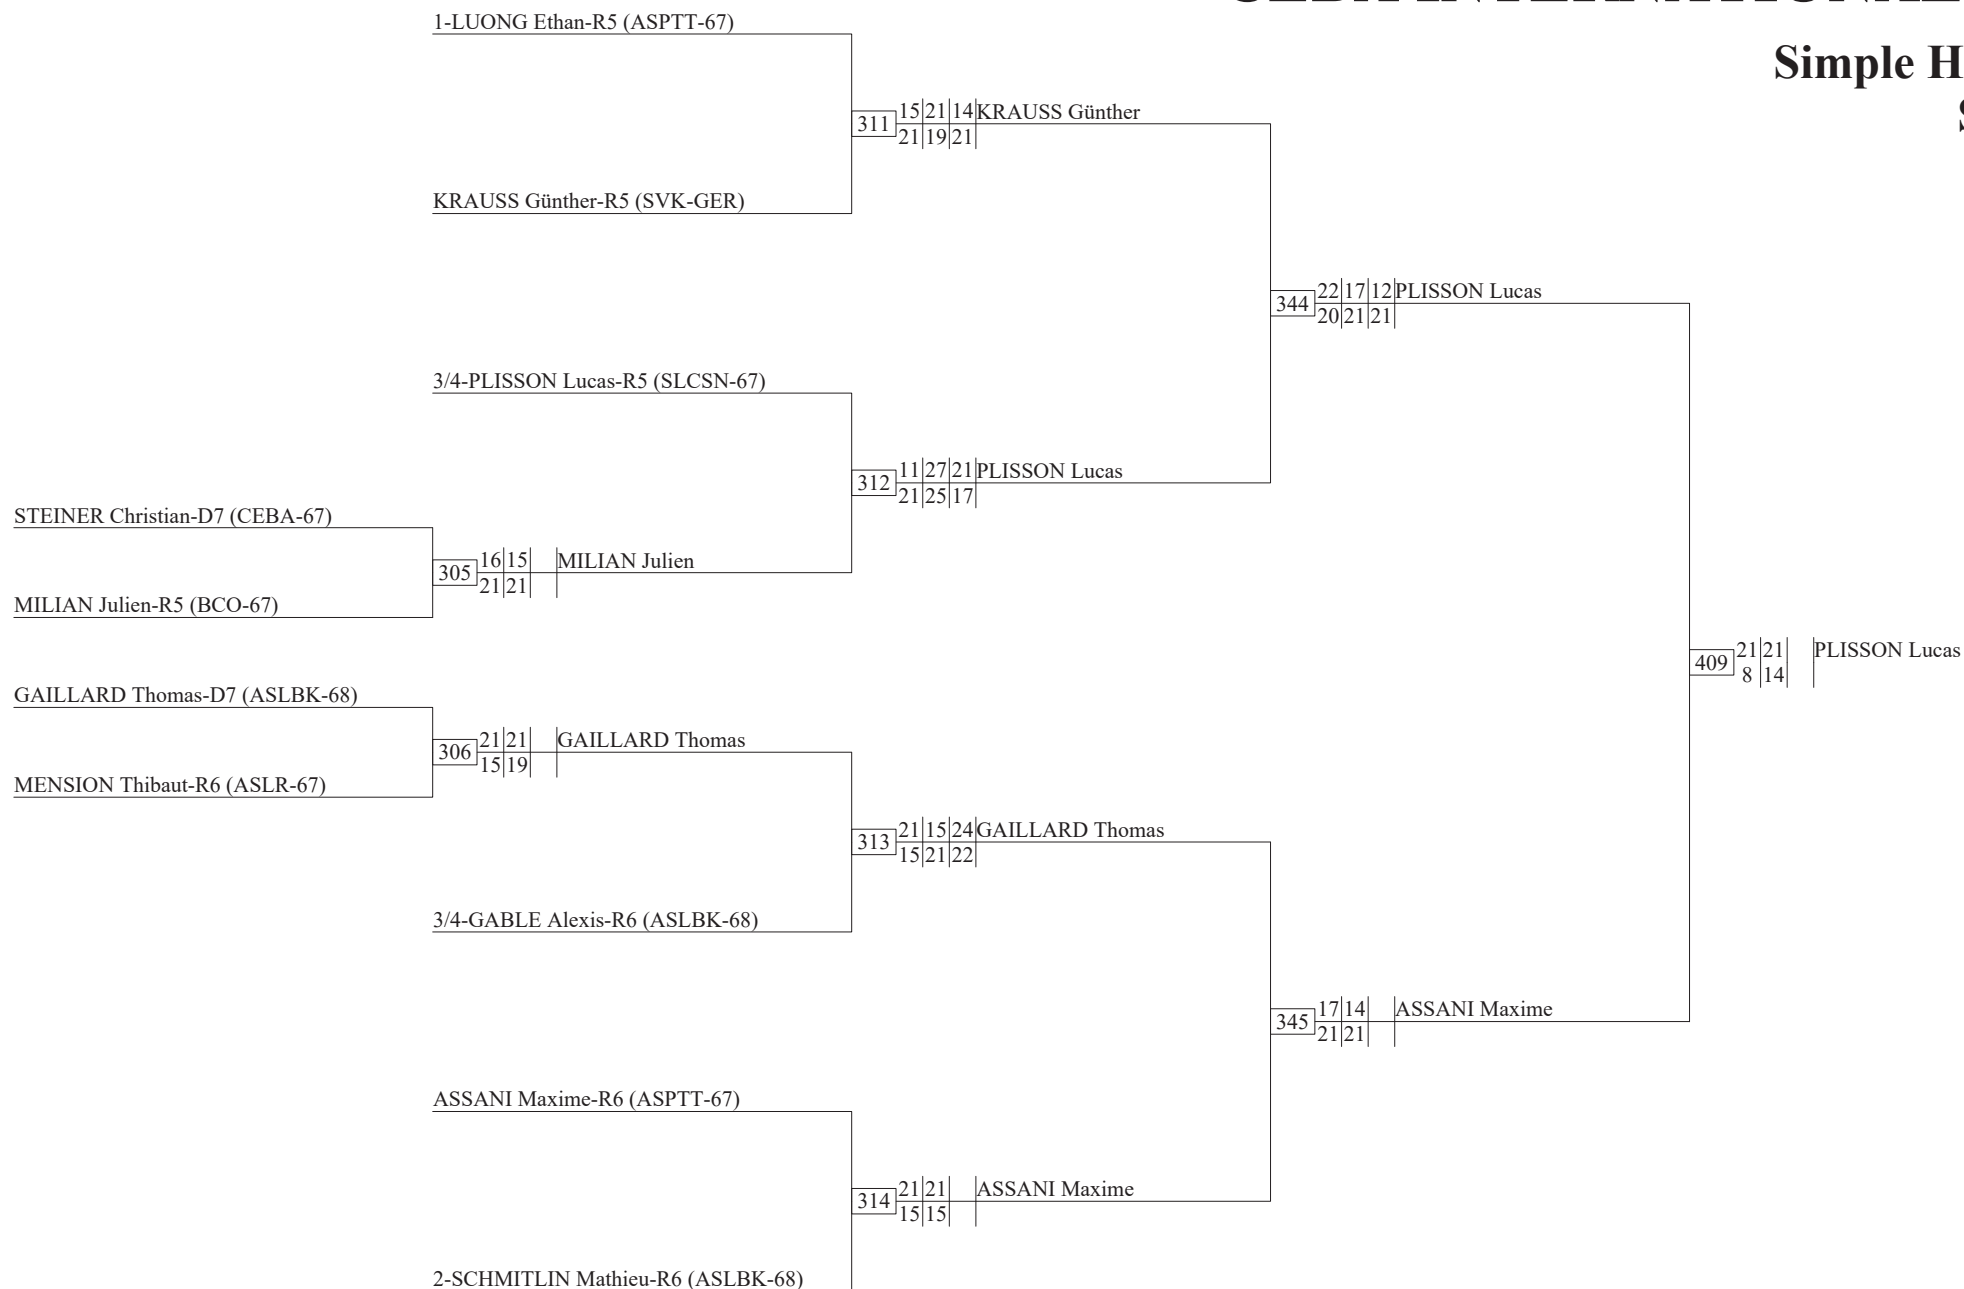 1-LUONG Ethan-R5 (ASPTT-67)
Simple H
311 15 21 14 KRAUSS Günther
21 19 21
KRAUSS Günther-R5 (SVK-GER)
344 22 17 12 PLISSON Lucas
20 21 21
3/4-PLISSON Lucas-R5 (SLCSN-67)
312 11 27 21 PLISSON Lucas
21 25 17
STEINER Christian-D7 (CEBA-67)
305 16 15 MILIAN Julien
21 21
MILIAN Julien-R5 (BCO-67)
409 21 21 PLISSON Lucas
8 14
GAILLARD Thomas-D7 (ASLBK-68)
306 21 21 GAILLARD Thomas
15 19
MENSION Thibaut-R6 (ASLR-67)
313 21 15 24 GAILLARD Thomas
15 21 22
3/4-GABLE Alexis-R6 (ASLBK-68)
345 17 14 ASSANI Maxime
21 21
ASSANI Maxime-R6 (ASPTT-67)
314 21 21 ASSANI Maxime
15 15
2-SCHMITLIN Mathieu-R6 (ASLBK-68)